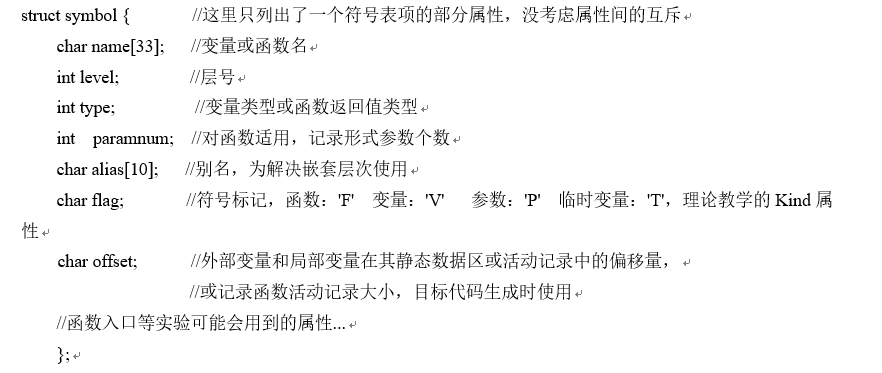 struct symbol {            //这里只列出了一个符号表项的部分属性，没考虑属性间的互斥
char name[33];      //变量或函数名
int level;               //层号
int type;                 //变量类型或函数返回值类型
int    paramnum;   //对函数适用，记录形式参数个数
char alias[10];      //别名，为解决嵌套层次使用
char flag;              //符号标记，函数：'F'    变量：'V'      参数：'P'    临时变量：'T'，理论教学的 Kind 属
性
char offset;           //外部变量和局部变量在其静态数据区或活动记录中的偏移量，
//或记录函数活动记录大小，目标代码生成时使用
//函数入口等实验可能会用到的属性...
};